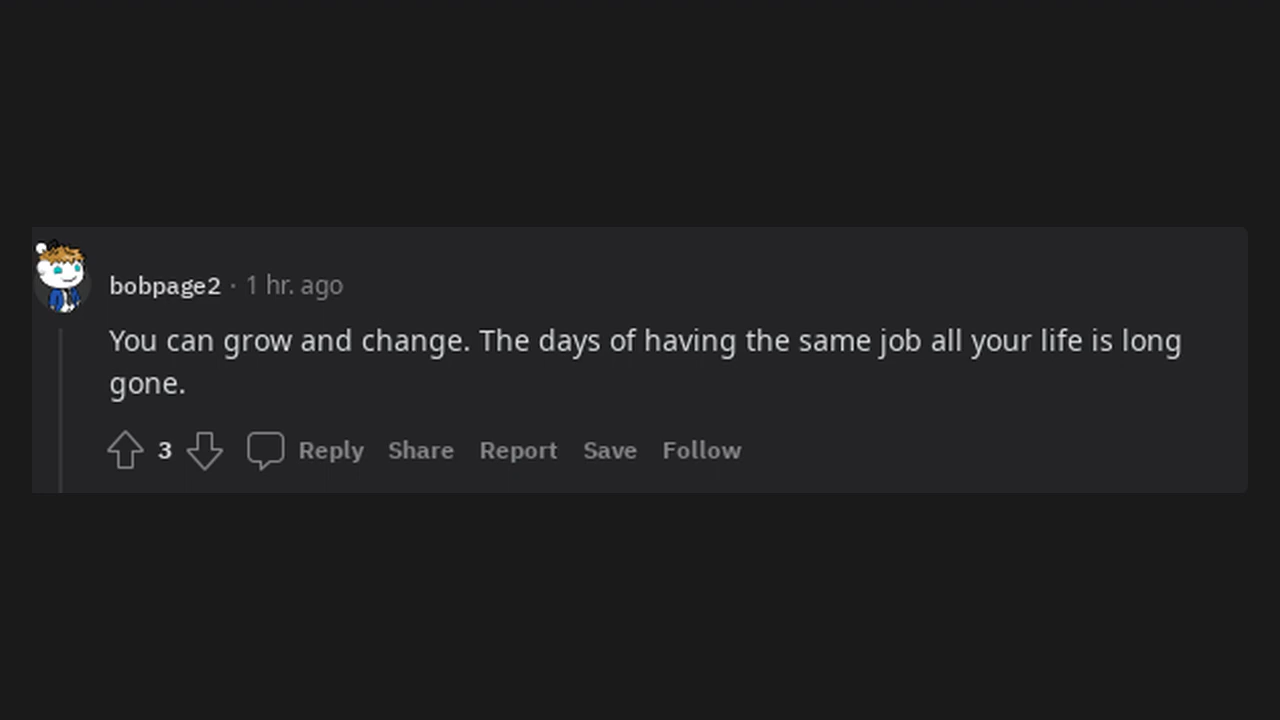 bobpage2 · 1 hr. ago
You can grow and change. The days of having the same job all your life is long
gone.
3 Reply Share Report Save Follow